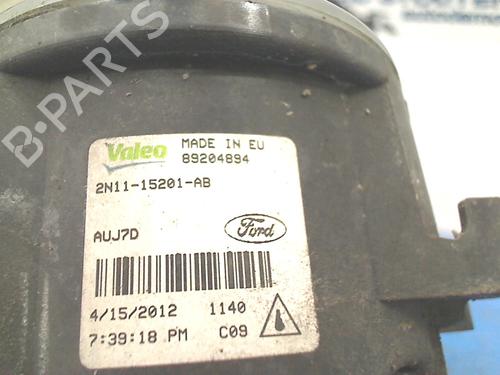 B-PARTS
Valeo
MADE IN EU
89204894
2N11-15201-AB
AUJ7D
Ford
4/15/2012 1140
7:39:18 PM C09